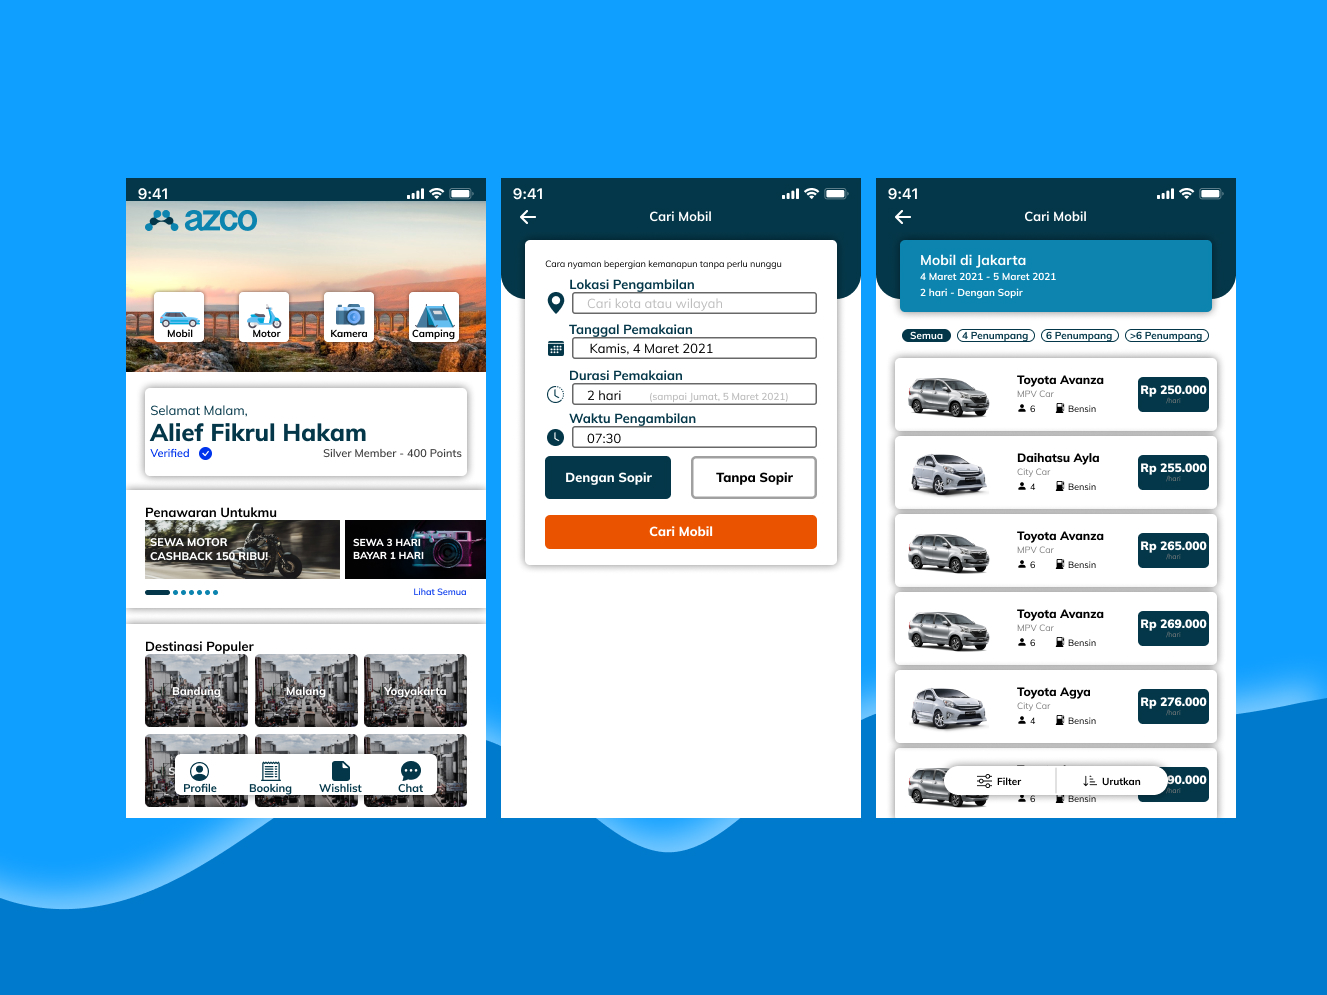 9:41
azco
Mobil
Motor
Kamera
Camping
Selamat Malam,
Alief Fikrul Hakam
Verified
Silver Member - 400 Points
Penawaran Untukmu
SEWA MOTOR
CASHBACK 150 RIBU!
SEWA 3 HARI
BAYAR 1 HARI
Lihat Semua
Destinasi Populer
Bandung
Malang
Yogyakarta
S
Profile
Booking
Wishlist
Chat
9:41
Cari Mobil
Cara nyaman bepergian kemanapun tanpa perlu nunggu
Lokasi Pengambilan
Cari kota atau wilayah
Tanggal Pemakaian
Kamis, 4 Maret 2021
Durasi Pemakaian
2 hari (sampai Jumat, 5 Maret 2021)
Waktu Pengambilan
07:30
Dengan Sopir
Tanpa Sopir
Cari Mobil
9:41
Cari Mobil
Mobil di Jakarta
4 Maret 2021 - 5 Maret 2021
2 hari - Dengan Sopir
Semua
4 Penumpang
6 Penumpang
>6 Penumpang
Toyota Avanza
MPV Car
6
Bensin
Rp 250.000
/hari
Daihatsu Ayla
City Car
4
Bensin
Rp 255.000
/hari
Toyota Avanza
MPV Car
6
Bensin
Rp 265.000
/hari
Toyota Avanza
MPV Car
6
Bensin
Rp 269.000
/hari
Toyota Agya
City Car
4
Bensin
Rp 276.000
/hari
90.000
/hari
6
Bensin
Filter
Urutkan